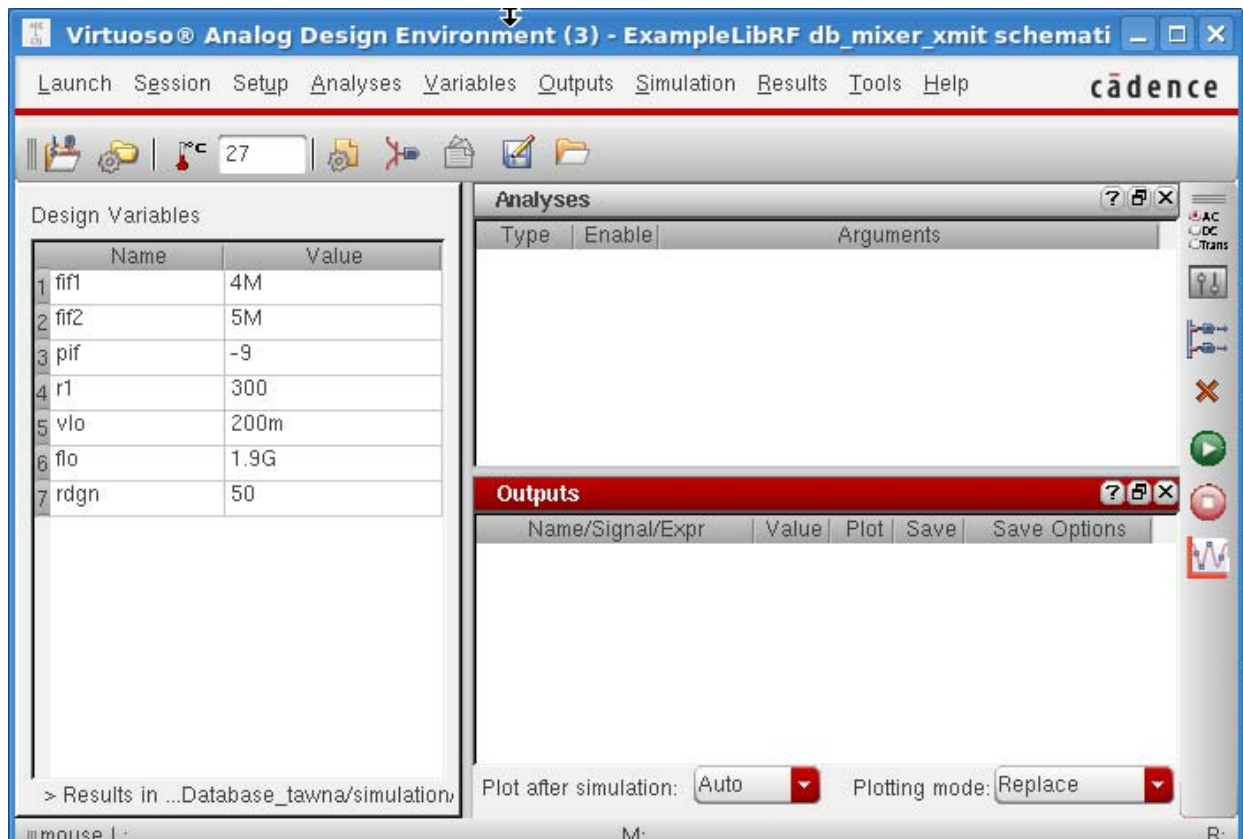 Virtuoso® Analog Design Environment (3) - ExampleLibRF db_mixer_xmit schemati
Launch Session Setup Analyses Variables Outputs Simulation Results Tools Help cādence
°C 27
Design Variables
Name Value
1 fif1 4M
2 fif2 5M
3 pif -9
4 r1 300
5 vlo 200m
6 flo 1.9G
7 rdgn 50
> Results in ...Database_tawna/simulation/
Analyses
Type Enable Arguments
Outputs
Name/Signal/Expr Value Plot Save Save Options
Plot after simulation: Auto Plotting mode: Replace
AC
DC
Trans
mouse L: M: R: